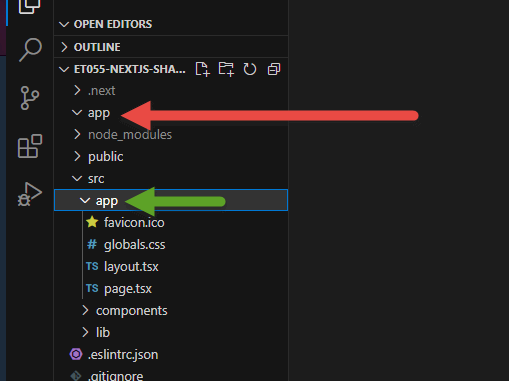 OPEN EDITORS
OUTLINE
ET055-NEXTJS-SHA...
.next
app
node_modules
public
src
app
favicon.ico
# globals.css
TS layout.tsx
TS page.tsx
components
lib
.eslintrc.json
.gitignore